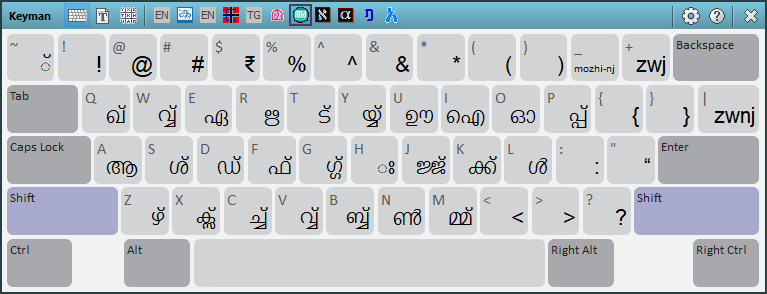 Keyman EN EN TG
~ ് ! ! @ @ # # $ ₹ % % ^ ^ & & * * ( ( ) ) _ mozhi-nj + zwj Backspace
Tab Q ഖ് W വ്വ് E ഏ R ഋ T ട് Y യ്യ് U ഊ I ഐ O ഓ P പ്പ് { { } } | zwnj
Caps Lock A ആ S ശ് D ഡ് F ഫ് G ഗ്ഗ് H ഃ J ജ്ജ് K ക്ക് L ൾ : : " “ Enter
Shift Z ഴ് X ക്സ് C ച്ച് V വ്വ് B ബ്ബ് N ൺ M മ്മ് < < > > ? ? Shift
Ctrl Alt Right Alt Right Ctrl